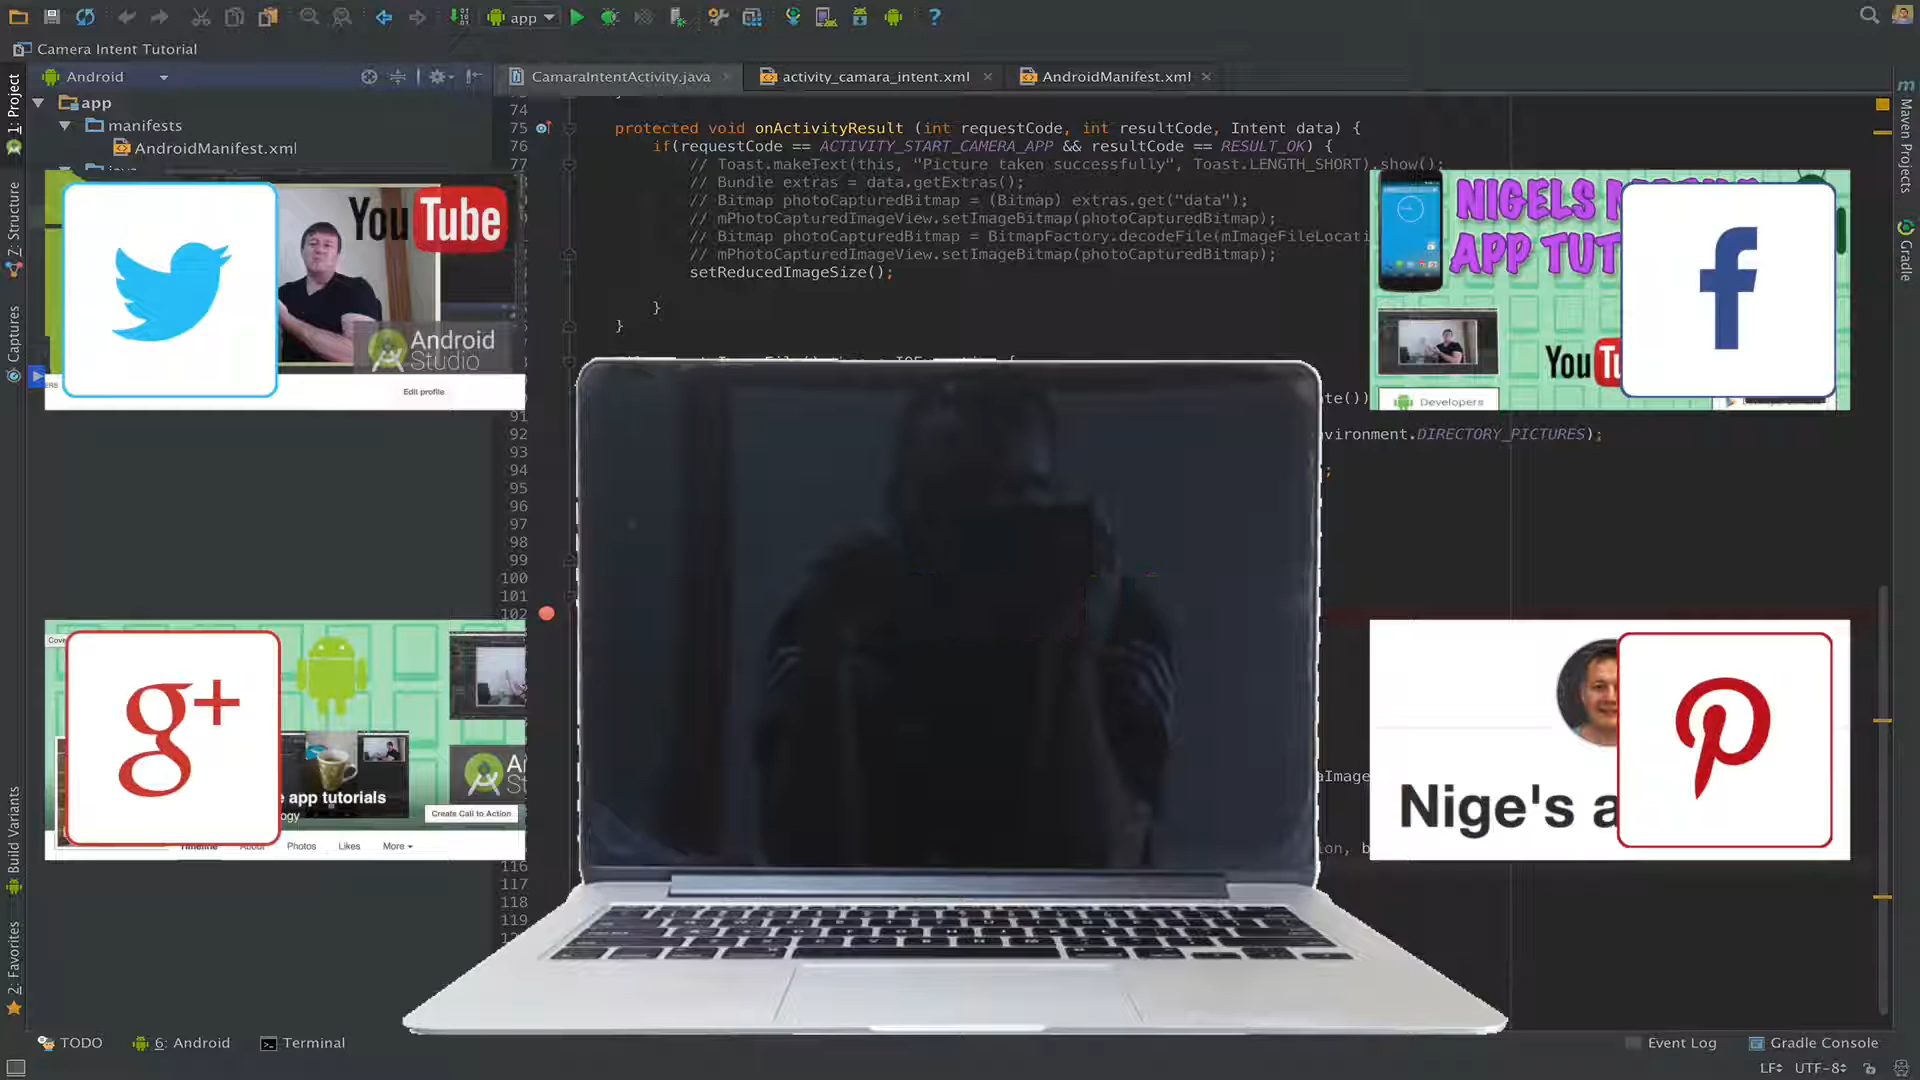 app
Camera Intent Tutorial
Android
CamaraIntentActivity.java
activity_camara_intent.xml
AndroidManifest.xml
1: Project
Z: Structure
Captures
Build Variants
2: Favorites
Maven Projects
Gradle
app
manifests
AndroidManifest.xml
74
75 protected void onActivityResult (int requestCode, int resultCode, Intent data) {
76 if(requestCode == ACTIVITY_START_CAMERA_APP && resultCode == RESULT_OK) {
77 // Toast.makeText(this, "Picture taken successfully", Toast.LENGTH_SHORT).show();
// Bundle extras = data.getExtras();
// Bitmap photoCapturedBitmap = (Bitmap) extras.get("data");
// mPhotoCapturedImageView.setImageBitmap(photoCapturedBitmap);
// Bitmap photoCapturedBitmap = BitmapFactory.decodeFile(mImageFileLocati
// mPhotoCapturedImageView.setImageBitmap(photoCapturedBitmap);
setReducedImageSize();
}
}
YouTube
Android
Studio
Edit profile
NIGELS
APP TUT
You Tu
Developers
f
ate())
91
92 vironment.DIRECTORY_PICTURES);
93
94 ;
95
96
97
98
99
100
101
102
g+
e app tutorials
ogy
Create Call to Action
Timeline About Photos Likes More
Nige's a
aImage
ion, b
116
117
118
119
TODO
6: Android
Terminal
Event Log
Gradle Console
LF
UTF-8